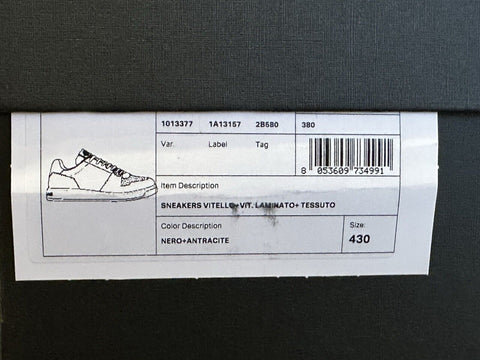 1013377 1A13157 2B580 380
Var. Label Tag
8 053609 734991
Item Description
SNEAKERS VITELLO+VIT. LAMINATO+ TESSUTO
Color Description Size:
NERO+ANTRACITE 430